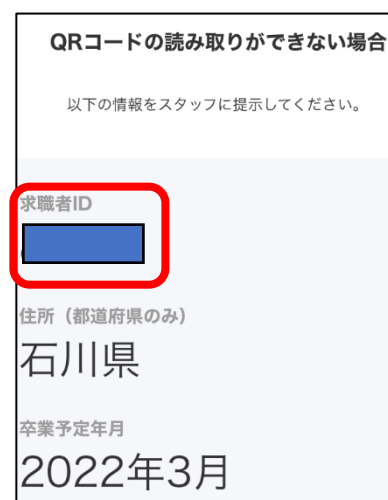 QRコードの読み取りができない場合
以下の情報をスタッフに提示してください。
求職者ID
住所（都道府県のみ）
石川県
卒業予定年月
2022年3月